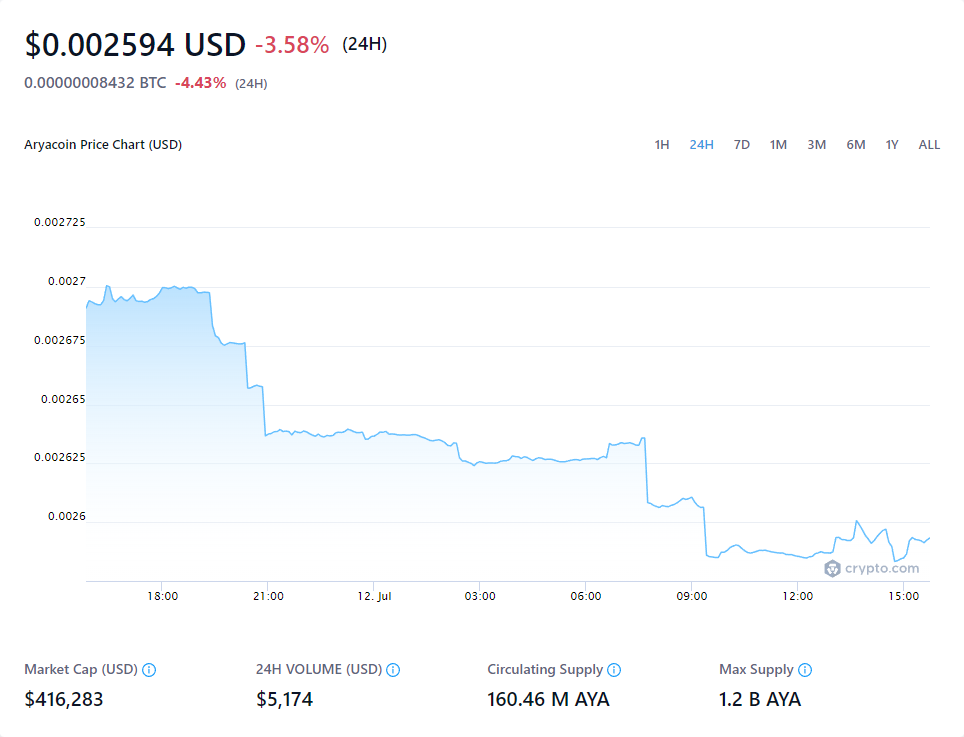 $0.002594 USD -3.58% (24H)
0.00000008432 BTC -4.43% (24H)
Aryacoin Price Chart (USD) 1H 24H 7D 1M 3M 6M 1Y ALL
0.002725
0.0027
0.002675
0.00265
0.002625
0.0026
crypto.com
18:00 21:00 12. Jul 03:00 06:00 09:00 12:00 15:00
Market Cap (USD) 24H VOLUME (USD) Circulating Supply Max Supply
$416,283 $5,174 160.46 M AYA 1.2 B AYA